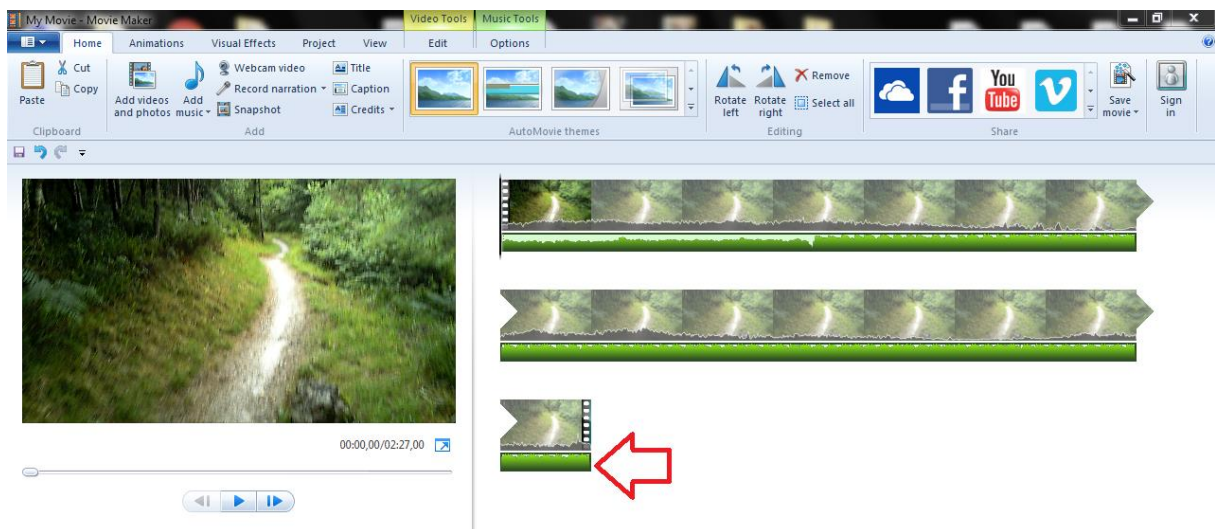 My Movie - Movie Maker
Video Tools
Music Tools
Home
Animations
Visual Effects
Project
View
Edit
Options
Paste
Cut
Copy
Clipboard
Add videos
and photos
Add
music
Webcam video
Record narration
Snapshot
Title
Caption
Credits
Add
AutoMovie themes
Rotate
left
Rotate
right
Remove
Select all
Editing
f
You
Tube
V
Share
Save
movie
Sign
in
00:00,00/02:27,00